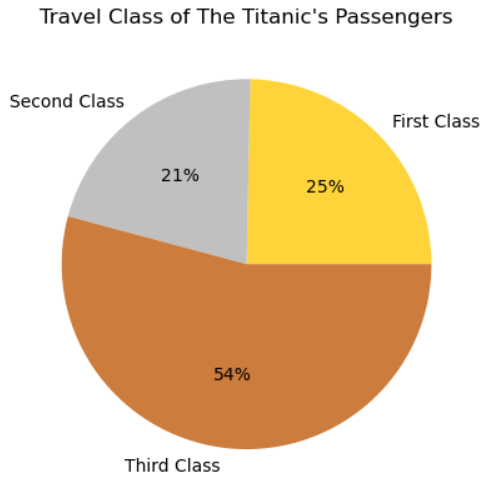 Travel Class of The Titanic's Passengers
Second Class
First Class
21%
25%
54%
Third Class